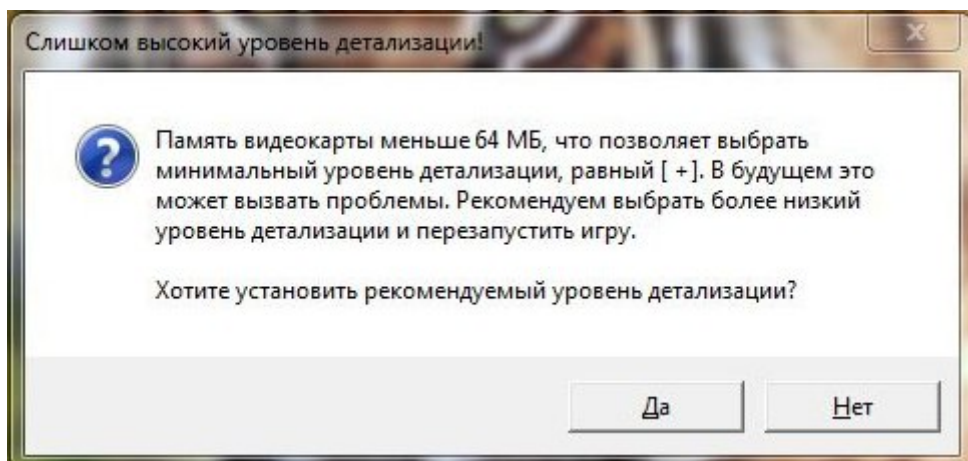 Слишком высокий уровень детализации!
Память видеокарты меньше 64 МБ, что позволяет выбрать
минимальный уровень детализации, равный [ +]. В будущем это
может вызвать проблемы. Рекомендуем выбрать более низкий
уровень детализации и перезапустить игру.
Хотите установить рекомендуемый уровень детализации?
Да
Нет